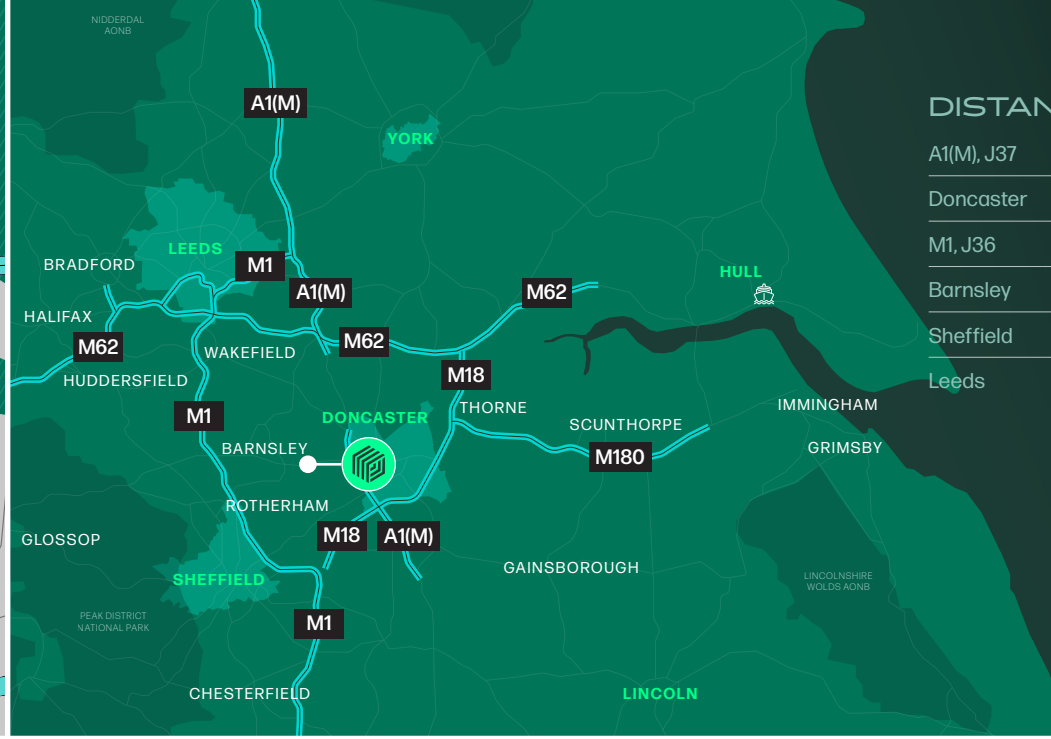 NIDDERDAL
AONB
A1(M)
YORK
LEEDS
BRADFORD
M1
A1(M)
M62
HULL
HALIFAX
M62
M62
WAKEFIELD
HUDDERSFIELD
M18
M1
THORNE
DONCASTER
SCUNTHORPE
BARNSLEY
M180
IMMINGHAM
GRIMSBY
ROTHERHAM
M18
A1(M)
GLOSSOP
GAINSBOROUGH
SHEFFIELD
LINCOLNSHIRE
WOLDS AONB
PEAK DISTRICT
NATIONAL PARK
M1
CHESTERFIELD
LINCOLN
DISTAN
A1(M), J37
Doncaster
M1, J36
Barnsley
Sheffield
Leeds